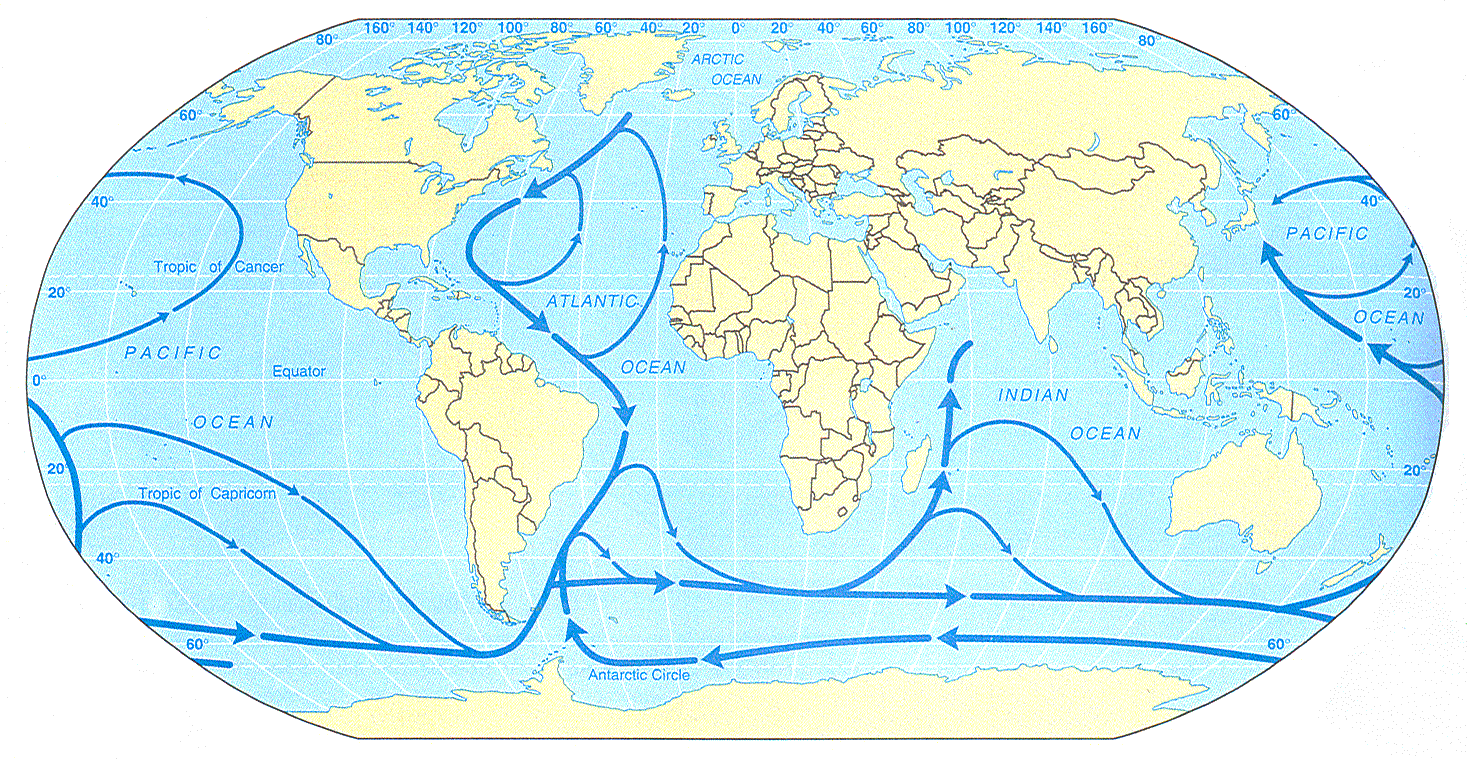 160° 140° 120° 100° 80° 60° 40° 20° 0° 20° 40° 60° 80° 100° 120° 140° 160°
80° 80°
ARCTIC
OCEAN
60° 60°
40° 40°
PACIFIC
Tropic of Cancer
20° 20°
ATLANTIC
OCEAN
PACIFIC
OCEAN
Equator
0°
INDIAN
OCEAN
OCEAN
20° 20°
Tropic of Capricorn
40°
60° 60°
Antarctic Circle